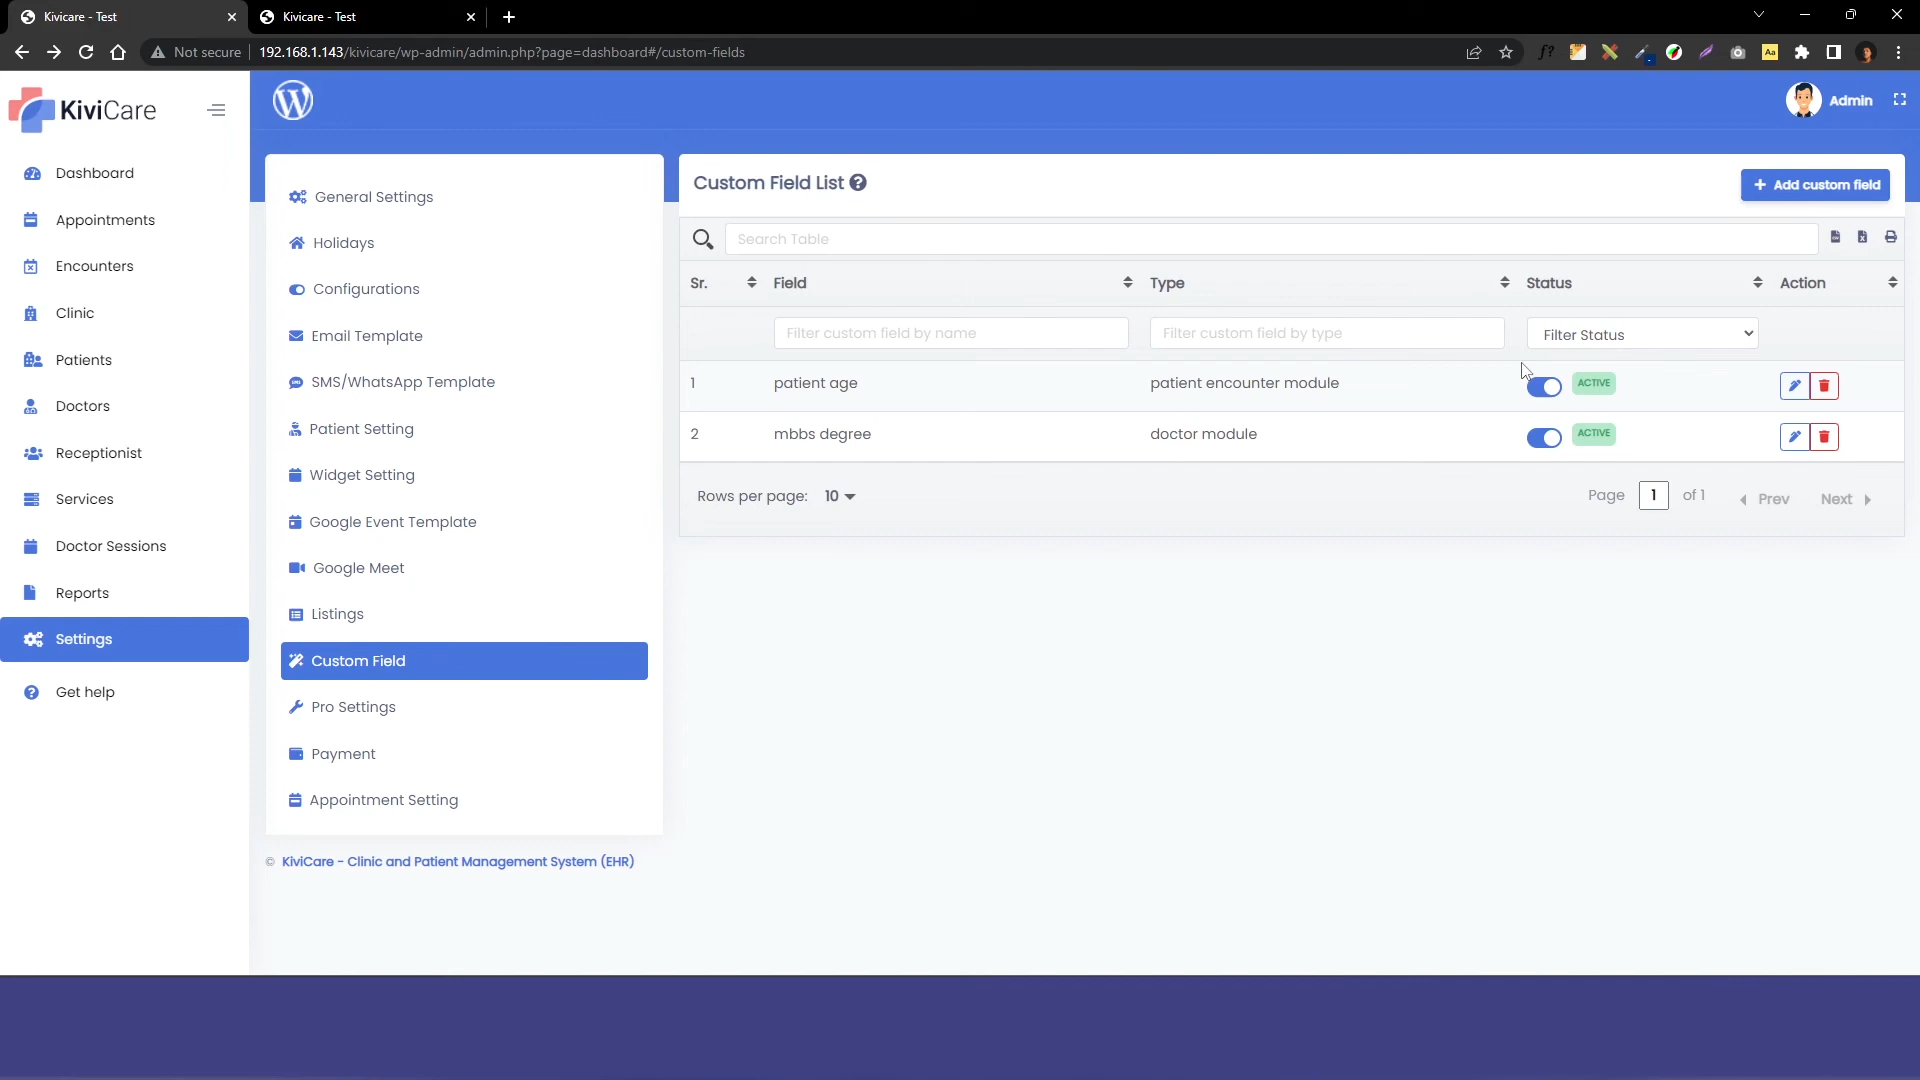 Kivicare - Test
Kivicare - Test
Not secure
192.168.1.143/kivicare/wp-admin/admin.php?page=dashboard#/custom-fields
KiviCare
Admin
Dashboard
Appointments
Encounters
Clinic
Patients
Doctors
Receptionist
Services
Doctor Sessions
Reports
Settings
Get help
General Settings
Holidays
Configurations
Email Template
SMS/WhatsApp Template
Patient Setting
Widget Setting
Google Event Template
Google Meet
Listings
Custom Field
Pro Settings
Payment
Appointment Setting
© KiviCare - Clinic and Patient Management System (EHR)
Custom Field List
+ Add custom field
Search Table
Sr. Field Type Status Action
Filter custom field by name Filter custom field by type Filter Status
1 patient age patient encounter module ACTIVE
2 mbbs degree doctor module ACTIVE
Rows per page: 10 Page 1 of 1 Prev Next